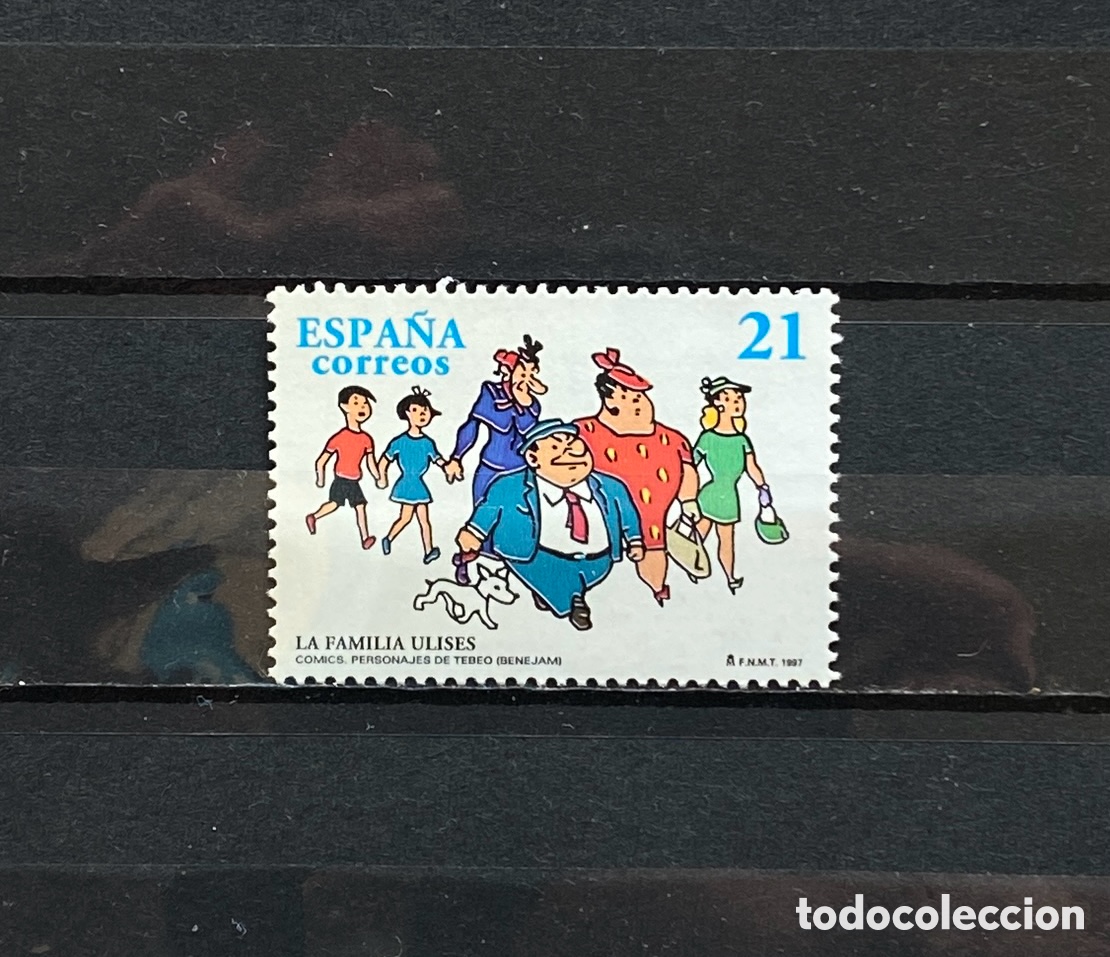 ESPAÑA
correos
21
LA FAMILIA ULISES
COMICS. PERSONAJES DE TEBEO (BENEJAM)
F.N.M.T. 1997
todocoleccion